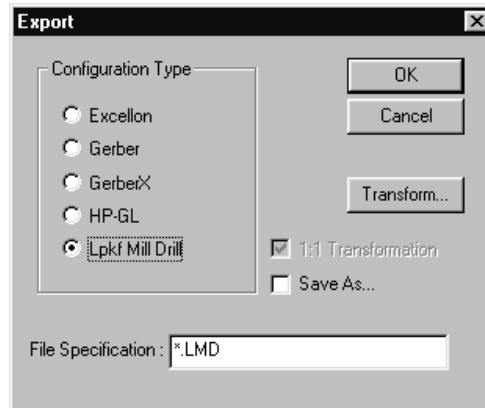 Export
Configuration Type
OK
Excellon
Cancel
Gerber
GerberX
Transform...
HP-GL
Lpkf Mill Drill
1:1 Transformation
Save As...
File Specification : *.LMD